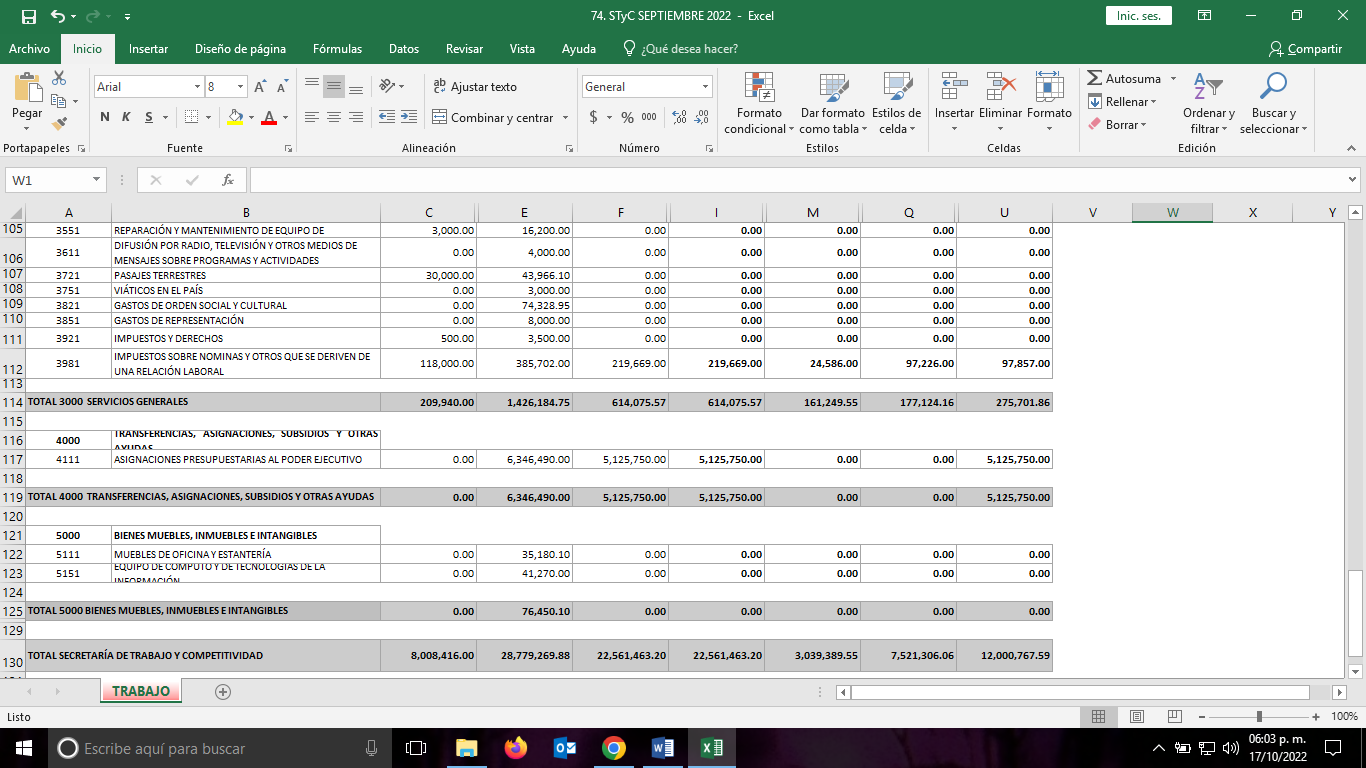 74. STyC SEPTIEMBRE 2022 - Excel
Inic. ses.
Archivo Inicio Insertar Diseño de página Fórmulas Datos Revisar Vista Ayuda ¿Qué desea hacer? Compartir
Pegar
Arial 8
N K S
Ajustar texto
Combinar y centrar
General
$ % 000
Formato condicional
Dar formato como tabla
Estilos de celda
Insertar Eliminar Formato
Autosuma
Rellenar
Borrar
Ordenar y filtrar
Buscar y seleccionar
Portapapeles Fuente Alineación Número Estilos Celdas Edición
W1 fx
A B C E F I M Q U V W X Y
105 3551 REPARACIÓN Y MANTENIMIENTO DE EQUIPO DE 3,000.00 16,200.00 0.00 0.00 0.00 0.00 0.00
106 3611 DIFUSIÓN POR RADIO, TELEVISIÓN Y OTROS MEDIOS DE
MENSAJES SOBRE PROGRAMAS Y ACTIVIDADES 0.00 4,000.00 0.00 0.00 0.00 0.00 0.00
107 3721 PASAJES TERRESTRES 30,000.00 43,966.10 0.00 0.00 0.00 0.00 0.00
108 3751 VIÁTICOS EN EL PAÍS 0.00 3,000.00 0.00 0.00 0.00 0.00 0.00
109 3821 GASTOS DE ORDEN SOCIAL Y CULTURAL 0.00 74,328.95 0.00 0.00 0.00 0.00 0.00
110 3851 GASTOS DE REPRESENTACIÓN 0.00 8,000.00 0.00 0.00 0.00 0.00 0.00
111 3921 IMPUESTOS Y DERECHOS 500.00 3,500.00 0.00 0.00 0.00 0.00 0.00
112 3981 IMPUESTOS SOBRE NOMINAS Y OTROS QUE SE DERIVEN DE
UNA RELACIÓN LABORAL 118,000.00 385,702.00 219,669.00 219,669.00 24,586.00 97,226.00 97,857.00
113
114 TOTAL 3000 SERVICIOS GENERALES 209,940.00 1,426,184.75 614,075.57 614,075.57 161,249.55 177,124.16 275,701.86
115
116 4000 TRANSFERENCIAS, ASIGNACIONES, SUBSIDIOS Y OTRAS
AYUDAS
117 4111 ASIGNACIONES PRESUPUESTARIAS AL PODER EJECUTIVO 0.00 6,346,490.00 5,125,750.00 5,125,750.00 0.00 0.00 5,125,750.00
118
119 TOTAL 4000 TRANSFERENCIAS, ASIGNACIONES, SUBSIDIOS Y OTRAS AYUDAS 0.00 6,346,490.00 5,125,750.00 5,125,750.00 0.00 0.00 5,125,750.00
120
121 5000 BIENES MUEBLES, INMUEBLES E INTANGIBLES
122 5111 MUEBLES DE OFICINA Y ESTANTERÍA 0.00 35,180.10 0.00 0.00 0.00 0.00 0.00
123 5151 EQUIPO DE COMPUTO Y DE TECNOLOGIAS DE LA
INFORMACIÓN 0.00 41,270.00 0.00 0.00 0.00 0.00 0.00
124
125 TOTAL 5000 BIENES MUEBLES, INMUEBLES E INTANGIBLES 0.00 76,450.10 0.00 0.00 0.00 0.00 0.00
129
130 TOTAL SECRETARÍA DE TRABAJO Y COMPETITIVIDAD 8,008,416.00 28,779,269.88 22,561,463.20 22,561,463.20 3,039,389.55 7,521,306.06 12,000,767.59
TRABAJO
Listo 100%
Escribe aquí para buscar
06:03 p. m.
17/10/2022